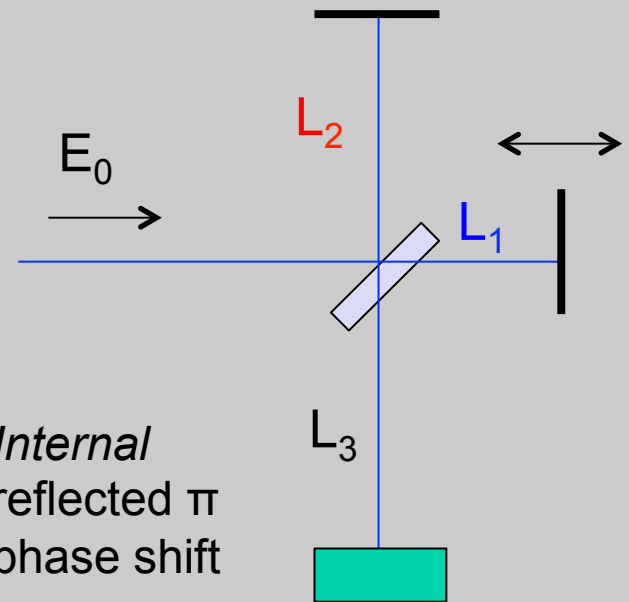 L₂
E₀
L₁
L₃
Internal
reflected π
phase shift